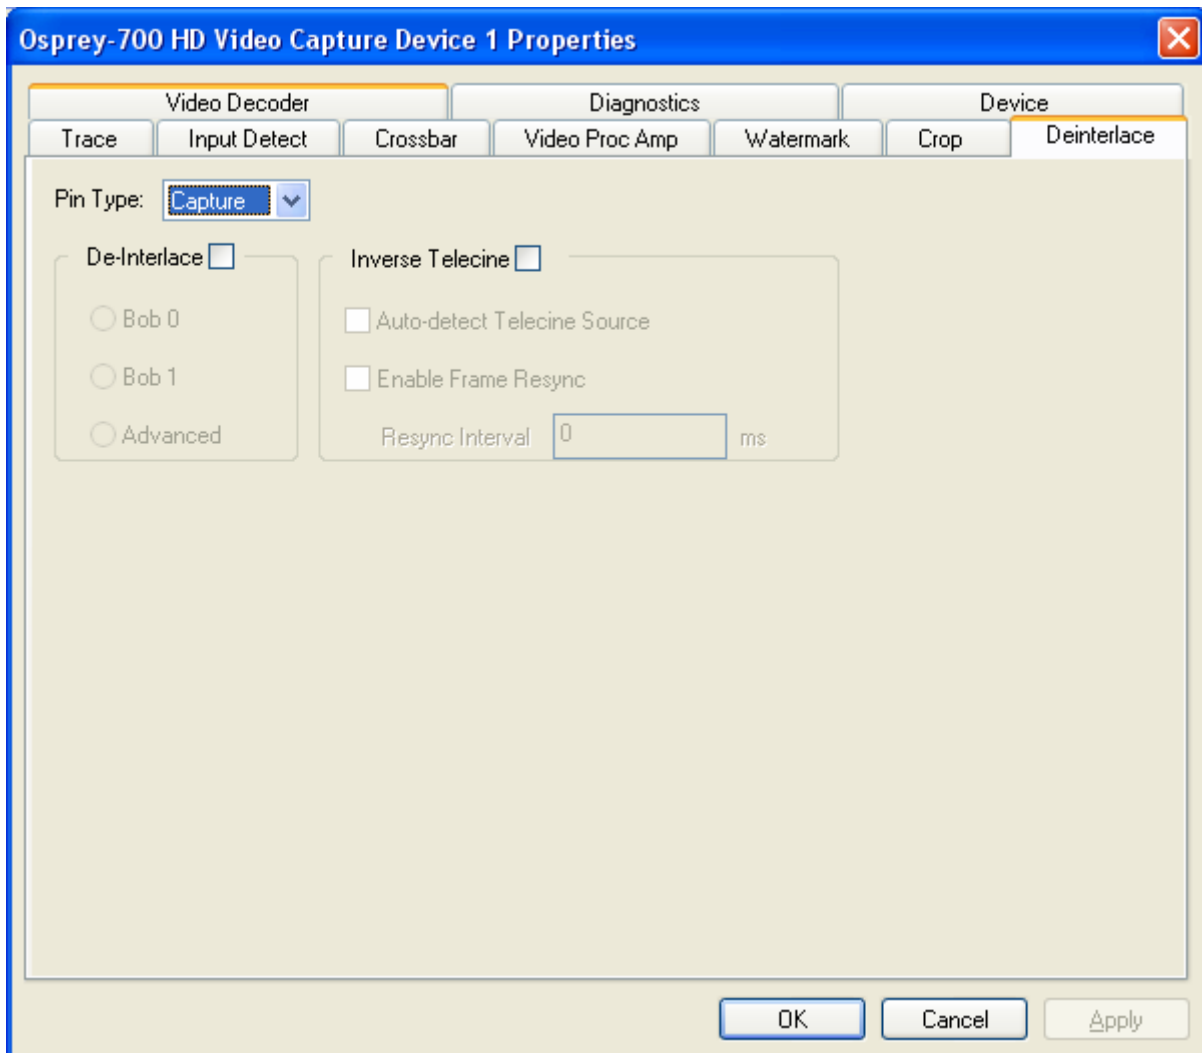 Osprey-700 HD Video Capture Device 1 Properties
Video Decoder Diagnostics Device
Trace Input Detect Crossbar Video Proc Amp Watermark Crop Deinterlace
Pin Type: Capture
De-Interlace Inverse Telecine
Bob 0 Auto-detect Telecine Source
Bob 1 Enable Frame Resync
Advanced Resync Interval 0 ms
OK Cancel Apply